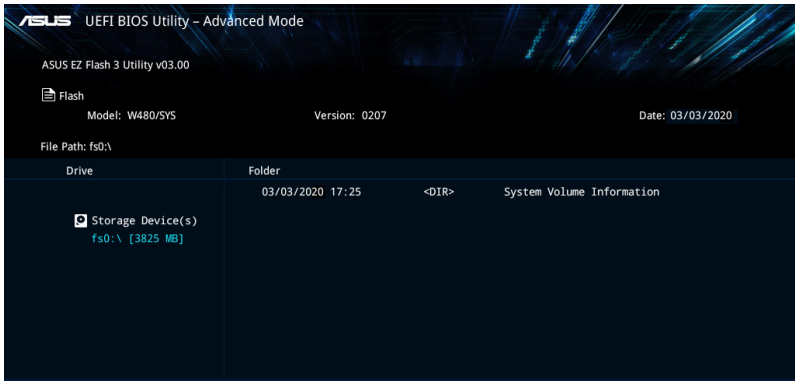 ASUS UEFI BIOS Utility – Advanced Mode
ASUS EZ Flash 3 Utility v03.00
Flash
Model: W480/SYS Version: 0207 Date: 03/03/2020
File Path: fs0:\
Drive Folder
03/03/2020 17:25 <DIR> System Volume Information
Storage Device(s)
fs0:\ [3825 MB]